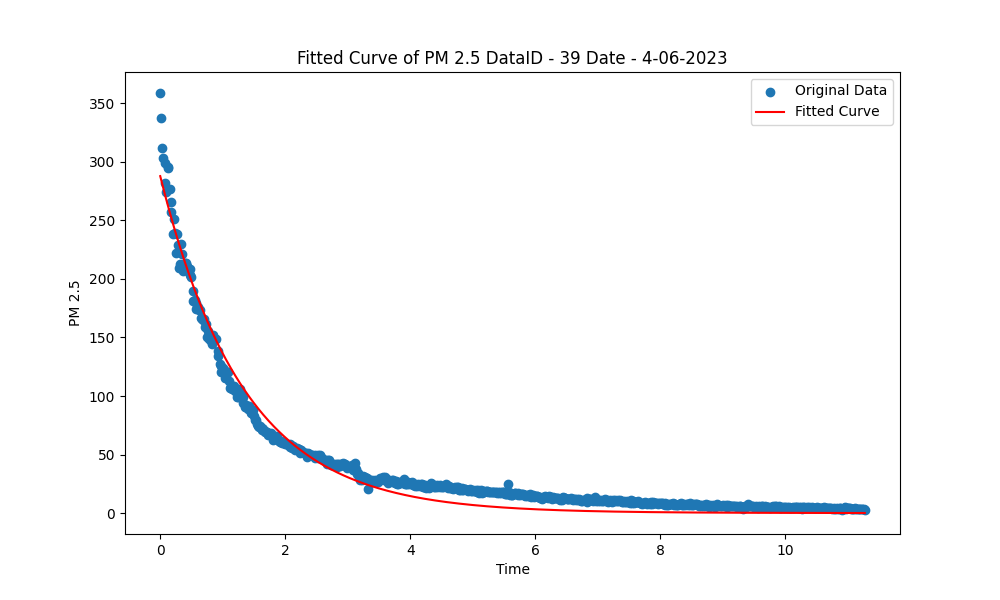 Fitted Curve of PM 2.5 DataID - 39 Date - 4-06-2023
Original Data
Fitted Curve
350
300
250
200
150
100
50
0
PM 2.5
0 2 4 6 8 10
Time